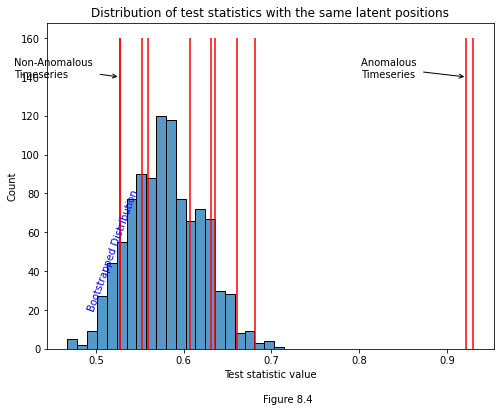 Distribution of test statistics with the same latent positions
160
Non-Anomalous
Timeseries
Anomalous
Timeseries
140
120
100
80
60
40
20
0
Count
Bootstrapped Distribution
0.5 0.6 0.7 0.8 0.9
Test statistic value
Figure 8.4